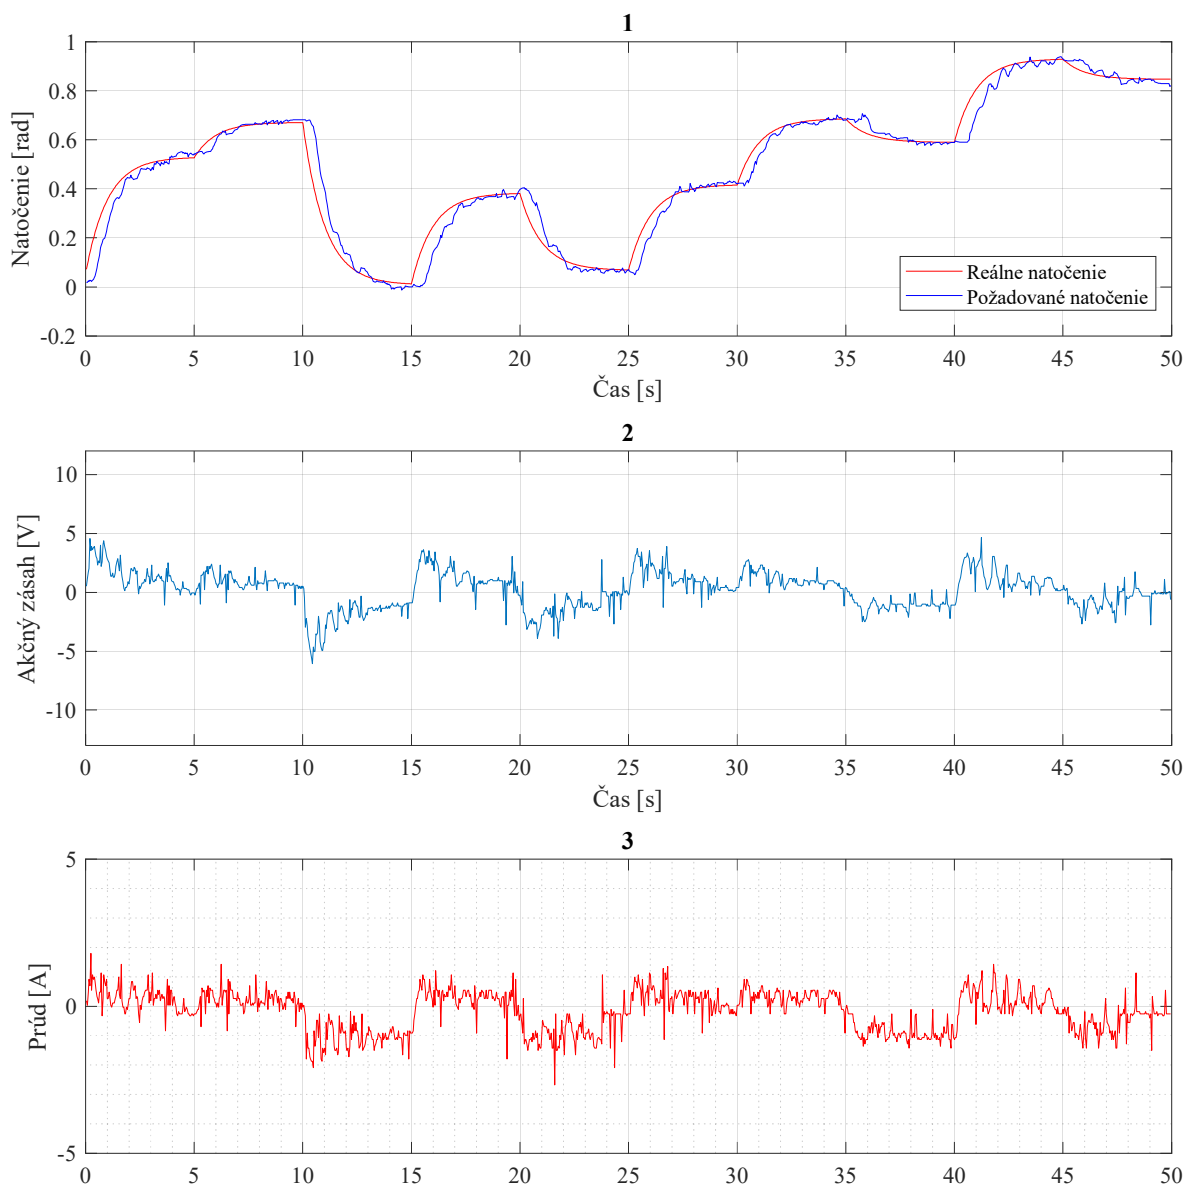 1
Natočenie [rad]
1
0.8
0.6
0.4
0.2
0
-0.2
Reálne natočenie
Požadované natočenie
0 5 10 15 20 25 30 35 40 45 50
Čas [s]
2
Akčný zásah [V]
10
5
0
-5
-10
0 5 10 15 20 25 30 35 40 45 50
Čas [s]
3
Prúd [A]
5
0
-5
0 5 10 15 20 25 30 35 40 45 50